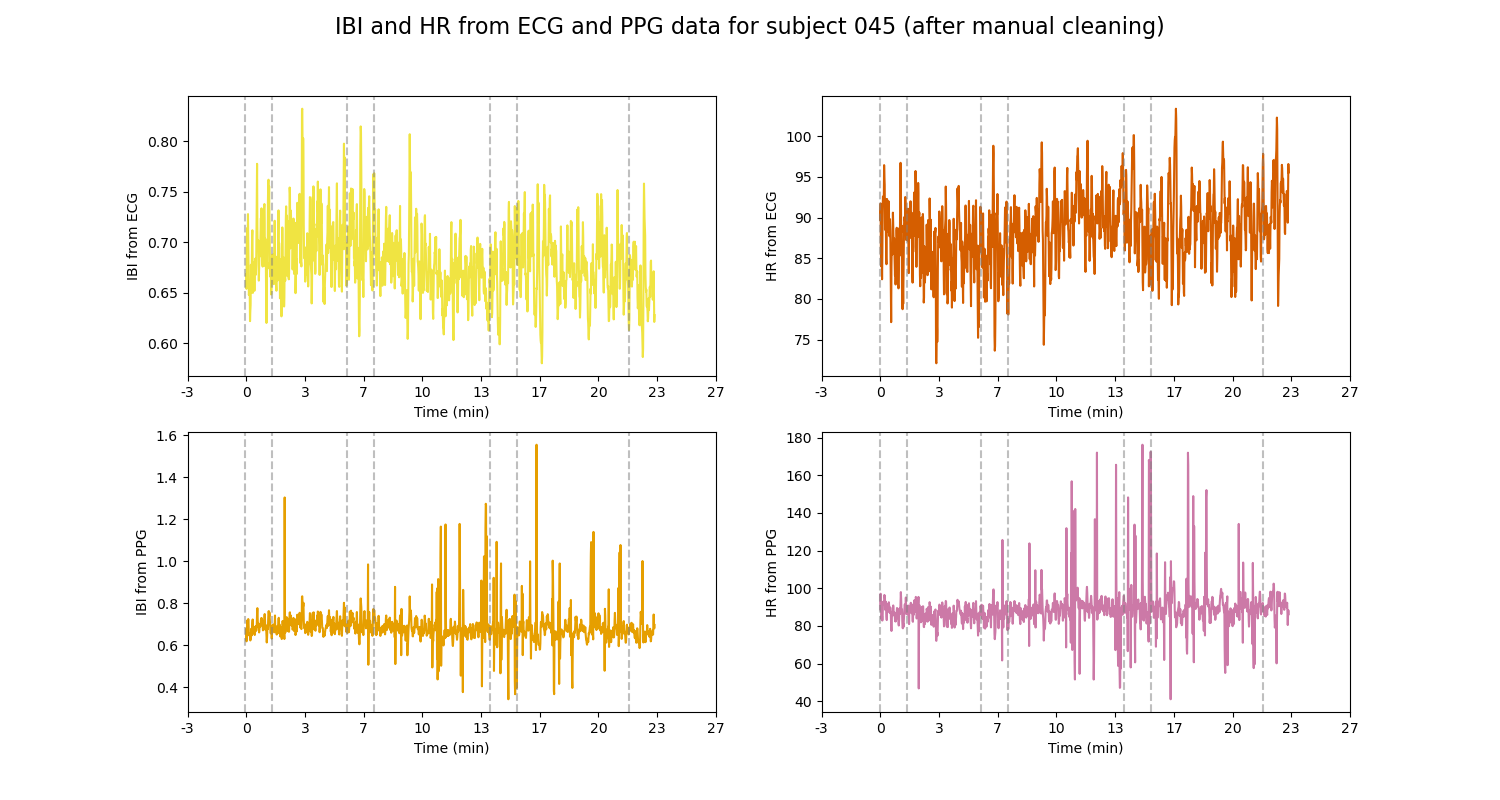 IBI and HR from ECG and PPG data for subject 045 (after manual cleaning)
IBI from ECG
0.80
0.75
0.70
0.65
0.60
-3 0 3 7 10 13 17 20 23 27
Time (min)
HR from ECG
100
95
90
85
80
75
-3 0 3 7 10 13 17 20 23 27
Time (min)
IBI from PPG
1.6
1.4
1.2
1.0
0.8
0.6
0.4
-3 0 3 7 10 13 17 20 23 27
Time (min)
HR from PPG
180
160
140
120
100
80
60
40
-3 0 3 7 10 13 17 20 23 27
Time (min)